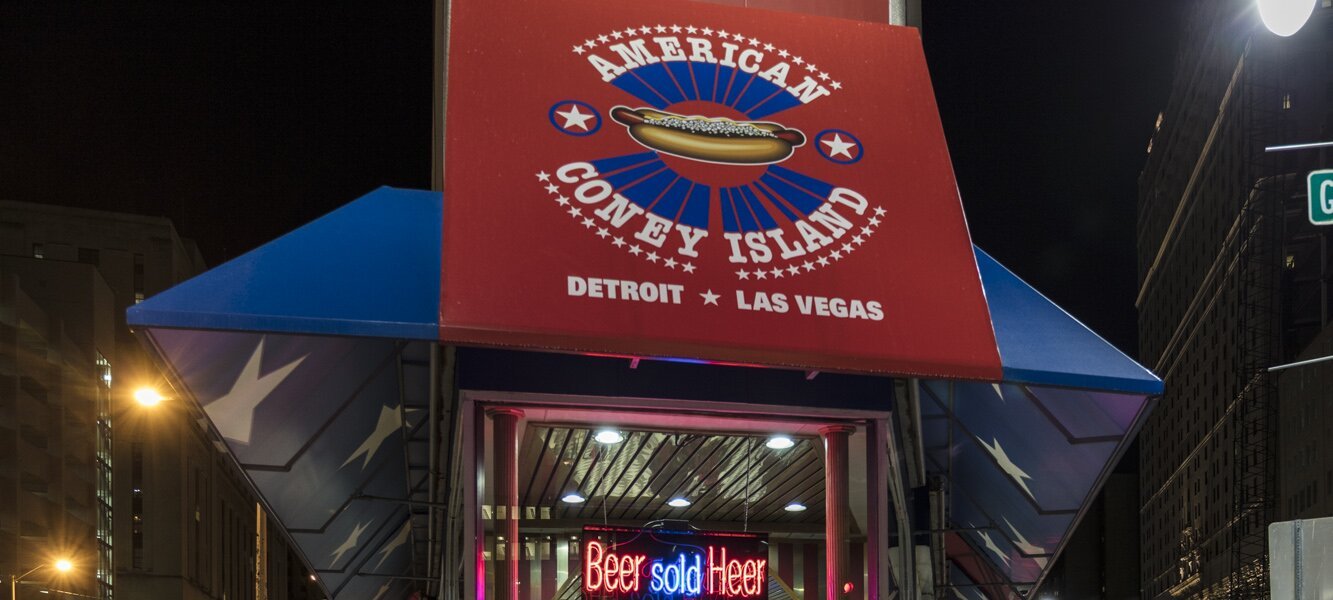 AMERICAN
CONEY ISLAND
DETROIT LAS VEGAS
Beer sold Heer
G